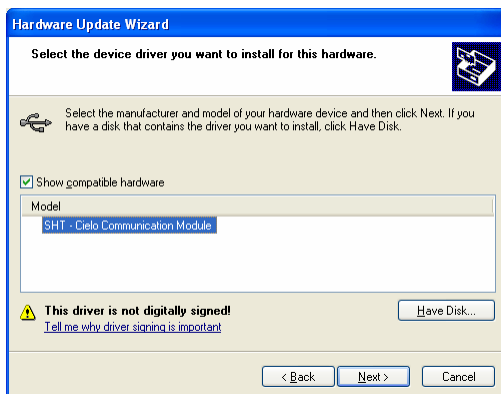 Hardware Update Wizard
Select the device driver you want to install for this hardware.
Select the manufacturer and model of your hardware device and then click Next. If you
have a disk that contains the driver you want to install, click Have Disk.
Show compatible hardware
Model
SHT - Cielo Communication Module
This driver is not digitally signed!
Have Disk...
Tell me why driver signing is important
< Back
Next >
Cancel